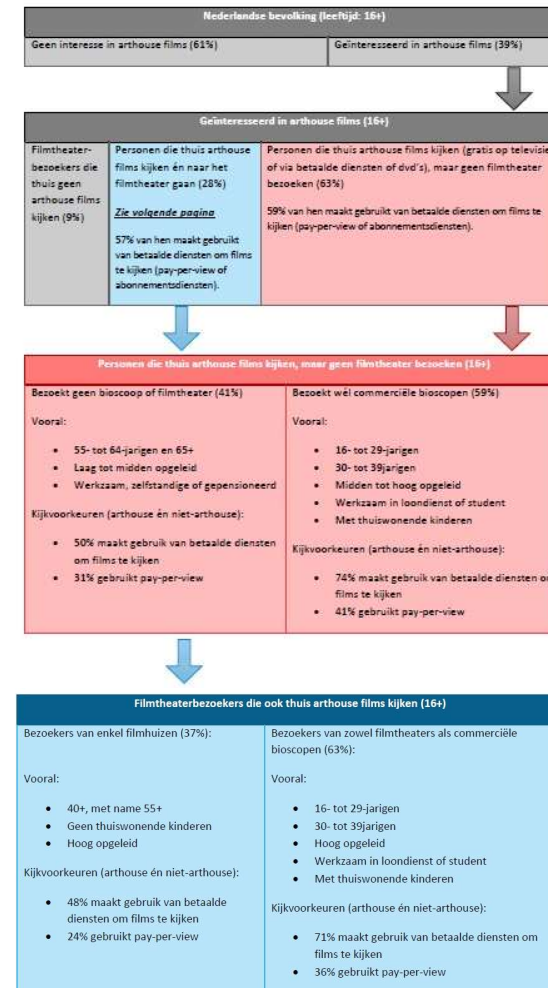 Nederlandse bevolking (leeftijd: 16+)
Geen interesse in arthouse films (61%)
Geïnteresseerd in arthouse films (39%)
Geïnteresseerd in arthouse films (16+)
Filmtheater-
bezoekers die
thuis geen
arthouse films
kijken (9%)
Personen die thuis arthouse
films kijken én naar het
filmtheater gaan (28%)
Zie volgende pagina
57% van hen maakt gebruikt
van betaalde diensten om films
te kijken (pay-per-view of
abonnementsdiensten).
Personen die thuis arthouse films kijken (gratis op televisie
of via betaalde diensten of dvd's), maar geen filmtheater
bezoeken (63%)
59% van hen maakt gebruikt van betaalde diensten om films te
kijken (pay-per-view of abonnementsdiensten).
Personen die thuis arthouse films kijken, maar geen filmtheater bezoeken (16+)
Bezoekt geen bioscoop of filmtheater (41%)
Vooral:
• 55- tot 64-jarigen en 65+
• Laag tot midden opgeleid
• Werkzaam, zelfstandige of gepensioneerd
Kijkvoorkeuren (arthouse én niet-arthouse):
• 50% maakt gebruik van betaalde diensten
om films te kijken
• 31% gebruikt pay-per-view
Bezoekt wél commerciële bioscopen (59%)
Vooral:
• 16- tot 29-jarigen
• 30- tot 39jarigen
• Midden tot hoog opgeleid
• Werkzaam in loondienst of student
• Met thuiswonende kinderen
Kijkvoorkeuren (arthouse én niet-arthouse):
• 74% maakt gebruik van betaalde diensten
films te kijken
• 41% gebruikt pay-per-view
Filmtheaterbezoekers die ook thuis arthouse films kijken (16+)
Bezoekers van enkel filmhuizen (37%):
Vooral:
• 40+, met name 55+
• Geen thuiswonende kinderen
• Hoog opgeleid
Kijkvoorkeuren (arthouse én niet-arthouse):
• 48% maakt gebruik van betaalde
diensten om films te kijken
• 24% gebruikt pay-per-view
Bezoekers van zowel filmtheaters als commerciële
bioscopen (63%):
Vooral:
• 16- tot 29-jarigen
• 30- tot 39jarigen
• Hoog opgeleid
• Werkzaam in loondienst of student
• Met thuiswonende kinderen
Kijkvoorkeuren (arthouse én niet-arthouse):
• 71% maakt gebruik van betaalde diensten om
films te kijken
• 36% gebruikt pay-per-view